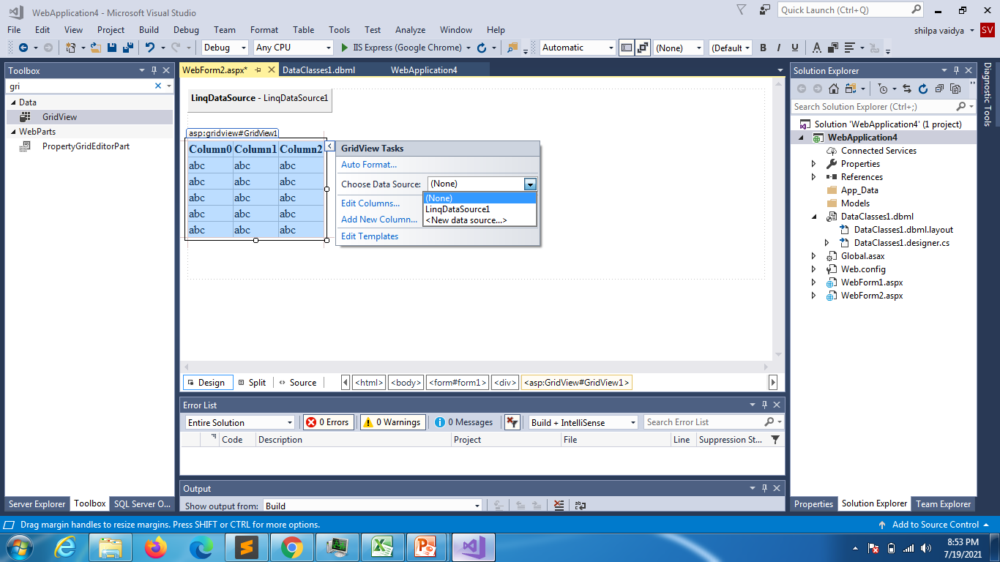 WebApplication4 - Microsoft Visual Studio
Quick Launch (Ctrl+Q)
File Edit View Project Build Debug Team Format Table Tools Test Analyze Window Help
shilpa vaidya SV
Debug Any CPU IIS Express (Google Chrome) Automatic (None) (Default B I U A
Toolbox
gri
Data
GridView
WebParts
PropertyGridEditorPart
Server Explorer Toolbox SQL Server O...
WebForm2.aspx* DataClasses1.dbml WebApplication4
LinqDataSource - LinqDataSource1
asp:gridview#GridView1
Column0 Column1 Column2
abc abc abc
abc abc abc
abc abc abc
abc abc abc
abc abc abc
GridView Tasks
Auto Format...
Choose Data Source: (None)
(None)
LinqDataSource1
<New data source...>
Edit Columns...
Add New Column...
Edit Templates
Design Split Source <html> <body> <form#form1> <div> <asp:GridView#GridView1>
Error List
Entire Solution 0 Errors 0 Warnings 0 Messages Build + IntelliSense Search Error List
Code Description Project File Line Suppression St...
Output
Show output from: Build
Solution Explorer
Search Solution Explorer (Ctrl+;)
Solution 'WebApplication4' (1 project)
WebApplication4
Connected Services
Properties
References
App_Data
Models
DataClasses1.dbml
DataClasses1.dbml.layout
DataClasses1.designer.cs
Global.asax
Web.config
WebForm1.aspx
WebForm2.aspx
Properties Solution Explorer Team Explorer
Diagnostic Tools
Drag margin handles to resize margins. Press SHIFT or CTRL for more options.
Add to Source Control
8:53 PM
7/19/2021